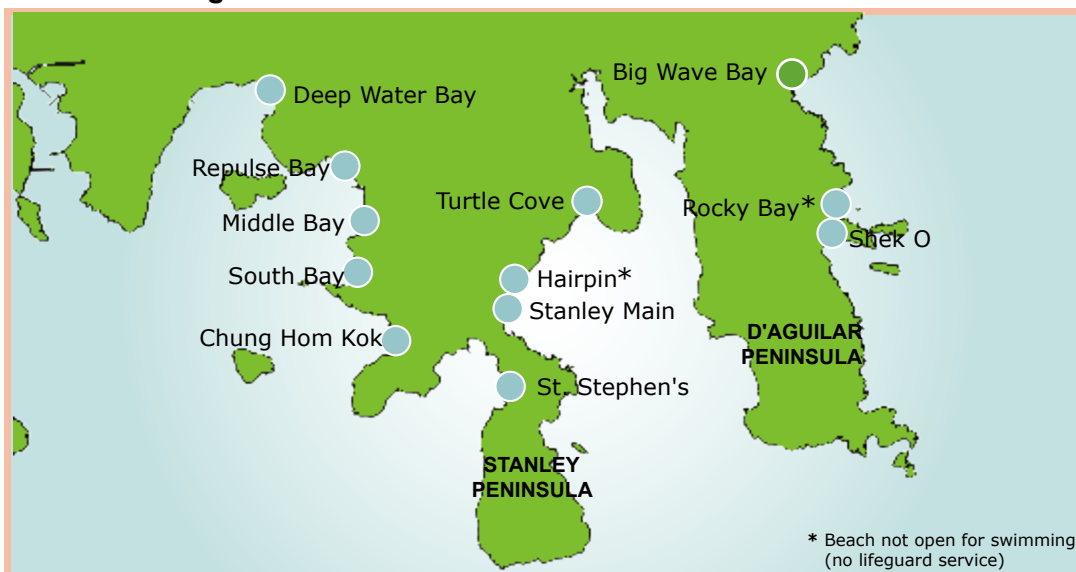 Big Wave Bay
Deep Water Bay
Repulse Bay
Turtle Cove
Rocky Bay*
Middle Bay
Shek O
South Bay
Hairpin*
Stanley Main
Chung Hom Kok
D'AGUILAR
PENINSULA
St. Stephen's
STANLEY
PENINSULA
* Beach not open for swimming
(no lifeguard service)